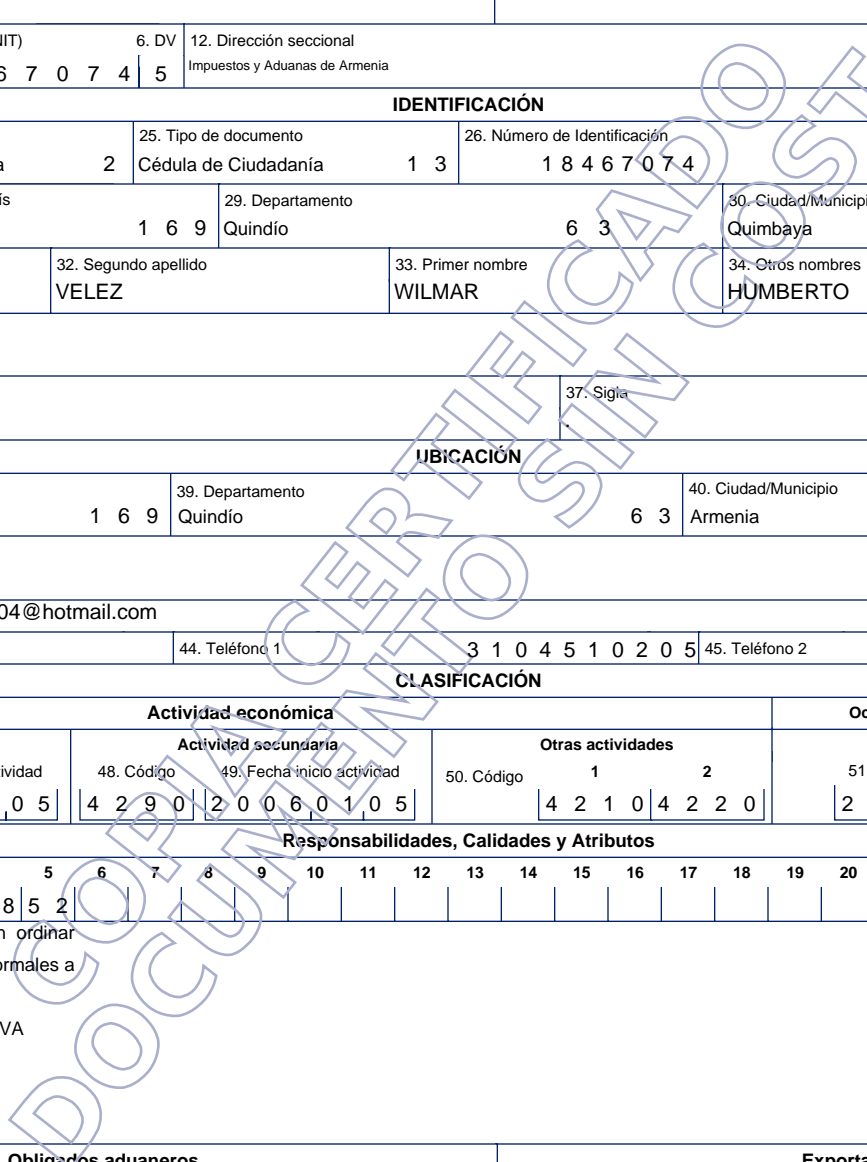 IT) 6. DV 12. Dirección seccional
6 7 0 7 4 5 Impuestos y Aduanas de Armenia
IDENTIFICACIÓN
25. Tipo de documento 26. Número de Identificación
a 2 Cédula de Ciudadanía 1 3 1 8 4 6 7 0 7 4
ís 29. Departamento 30. Ciudad/Municipi
1 6 9 Quindío 6 3 Quimbaya
32. Segundo apellido 33. Primer nombre 34. Otros nombres
VELEZ WILMAR HUMBERTO
37. Sigla
.
UBICACIÓN
39. Departamento 40. Ciudad/Municipio
1 6 9 Quindío 6 3 Armenia
04@hotmail.com
44. Teléfono 1 3 1 0 4 5 1 0 2 0 5 45. Teléfono 2
CLASIFICACIÓN
Actividad económica Oc
Actividad secundaria Otras actividades
ividad 48. Código 49. Fecha inicio actividad 50. Código 1 2 51
0 5 4 2 9 0 2 0 0 6 0 1 0 5 4 2 1 0 4 2 2 0 2
Responsabilidades, Calidades y Atributos
5 6 7 8 9 10 11 12 13 14 15 16 17 18 19 20
8 5 2
n ordinar
ormales a
VA
Obligados aduaneros Exporta
COPIA CERTIFICADO
DOCUMENTO SIN COST